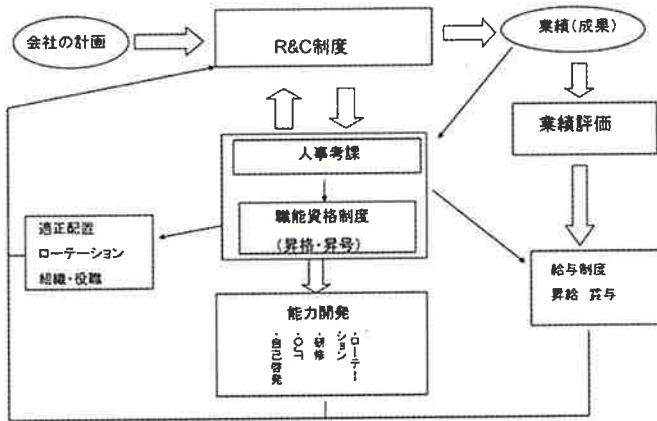 会社の計画
R&C制度
業績(成果)
業績評価
人事考課
職能資格制度
(昇格・昇号)
適正配置
ローテーション
組織・役職
給与制度
昇給 賞与
能力開発
・ローテー
ション
・研修
・OJT
・自己啓発